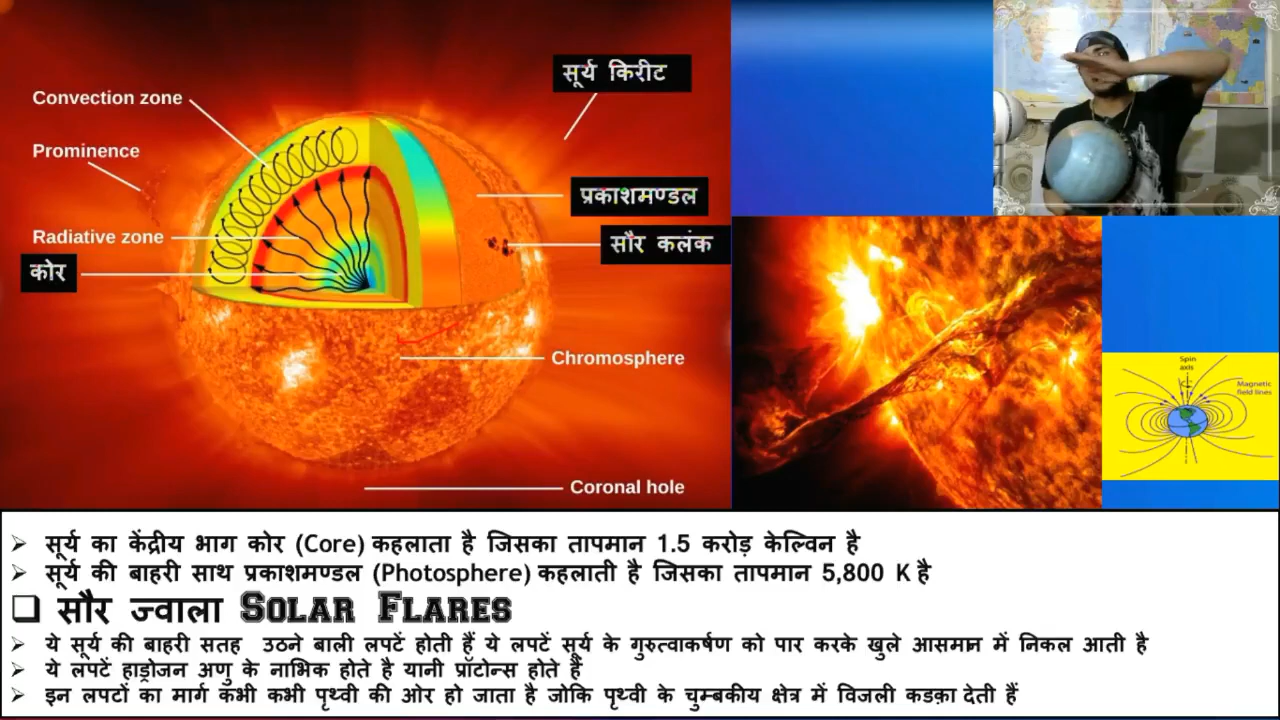 सूर्य किरीट
Convection zone
Prominence
प्रकाशमण्डल
Radiative zone
सौर कलंक
कोर
Chromosphere
Coronal hole
Spin
axis
Magnetic
field lines
सूर्य का केंद्रीय भाग कोर (Core) कहलाता है जिसका तापमान 1.5 करोड़ केल्विन है
सूर्य की बाहरी साथ प्रकाशमण्डल (Photosphere) कहलाती है जिसका तापमान 5,800 K है
सौर ज्वाला SOLAR FLARES
ये सूर्य की बाहरी सतह उठने बाली लपटें होती हैं ये लपटें सूर्य के गुरुत्वाकर्षण को पार करके खुले आसमान में निकल आती है
ये लपटें हाड्रोजन अणु के नाभिक होते है यानी प्रॉटोन्स होते हैं
इन लपटों का मार्ग कभी कभी पृथ्वी की ओर हो जाता है जोकि पृथ्वी के चुम्बकीय क्षेत्र में विजली कड़का देती हैं